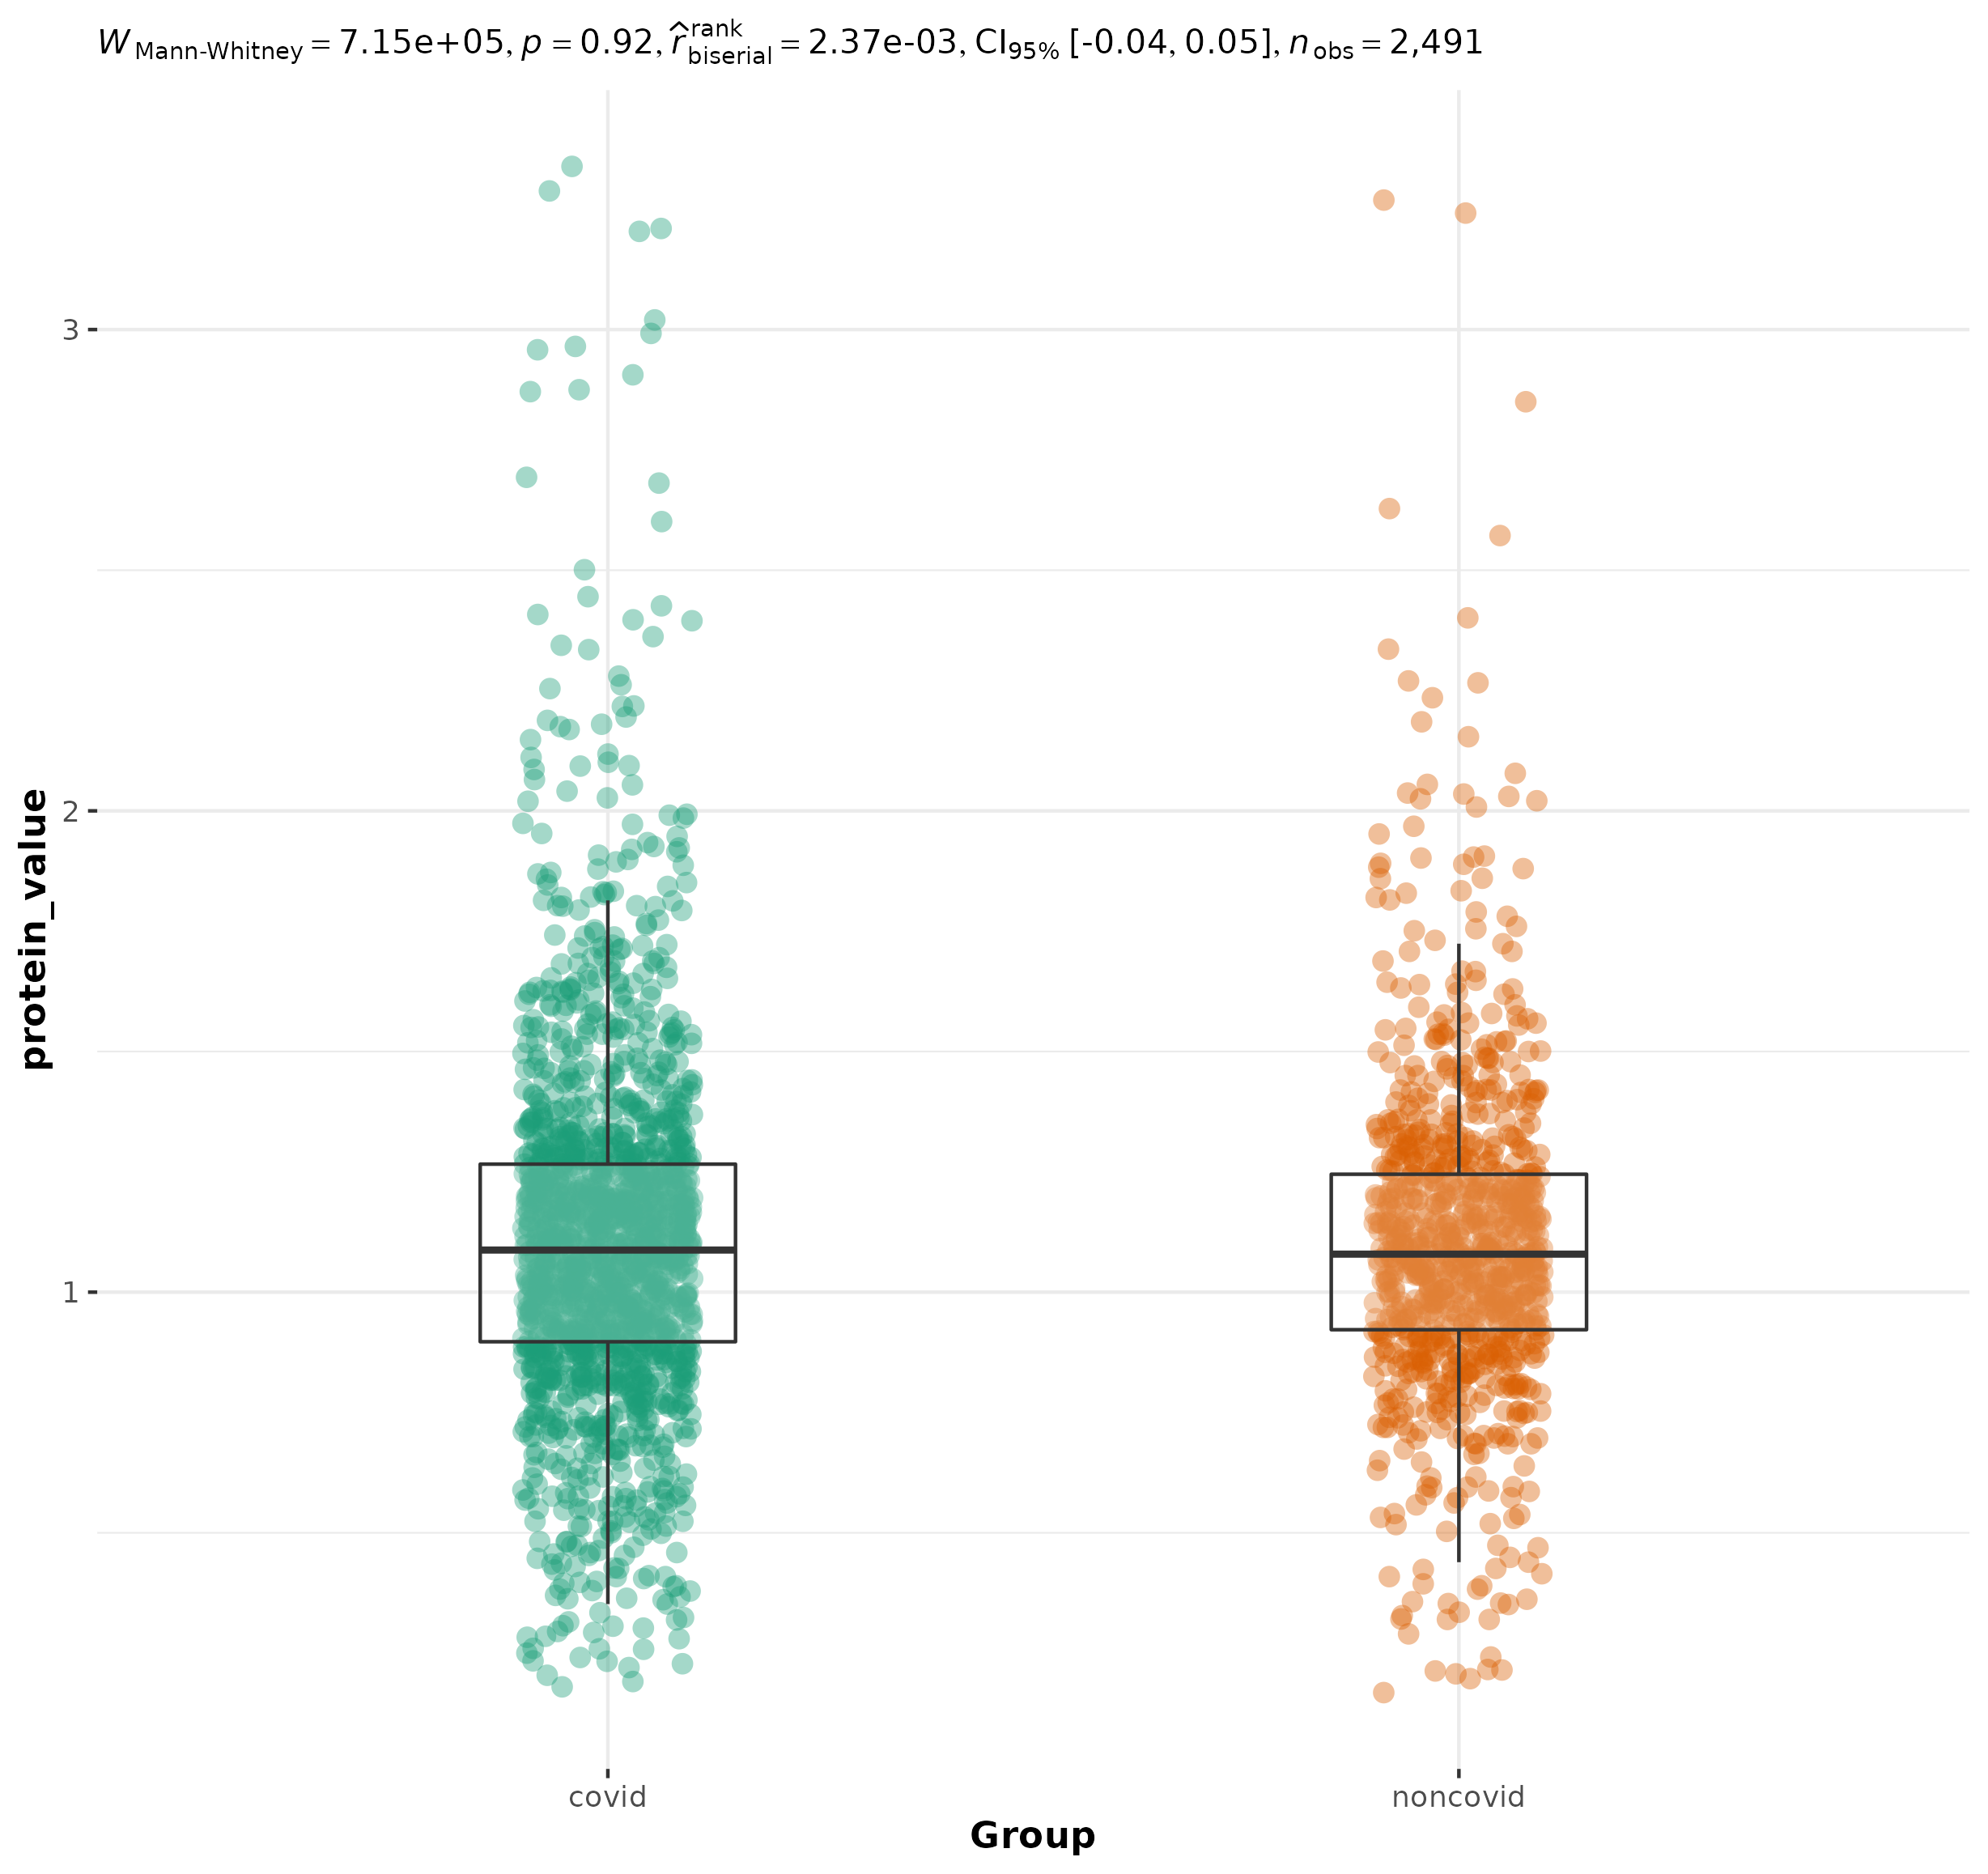 W Mann-Whitney = 7.15e+05, p = 0.92, r̂ rank biserial = 2.37e-03, CI95% [-0.04, 0.05], n obs = 2,491
protein_value
3
2
1
covid noncovid
Group